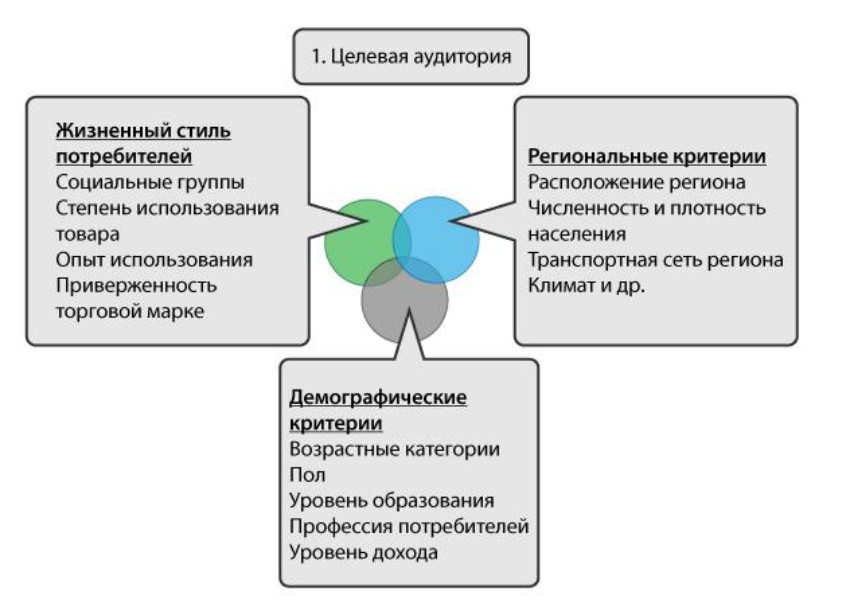 1. Целевая аудитория
Жизненный стиль
потребителей
Социальные группы
Степень использования
товара
Опыт использования
Приверженность
торговой марке
Региональные критерии
Расположение региона
Численность и плотность
населения
Транспортная сеть региона
Климат и др.
Демографические
критерии
Возрастные категории
Пол
Уровень образования
Профессия потребителей
Уровень дохода